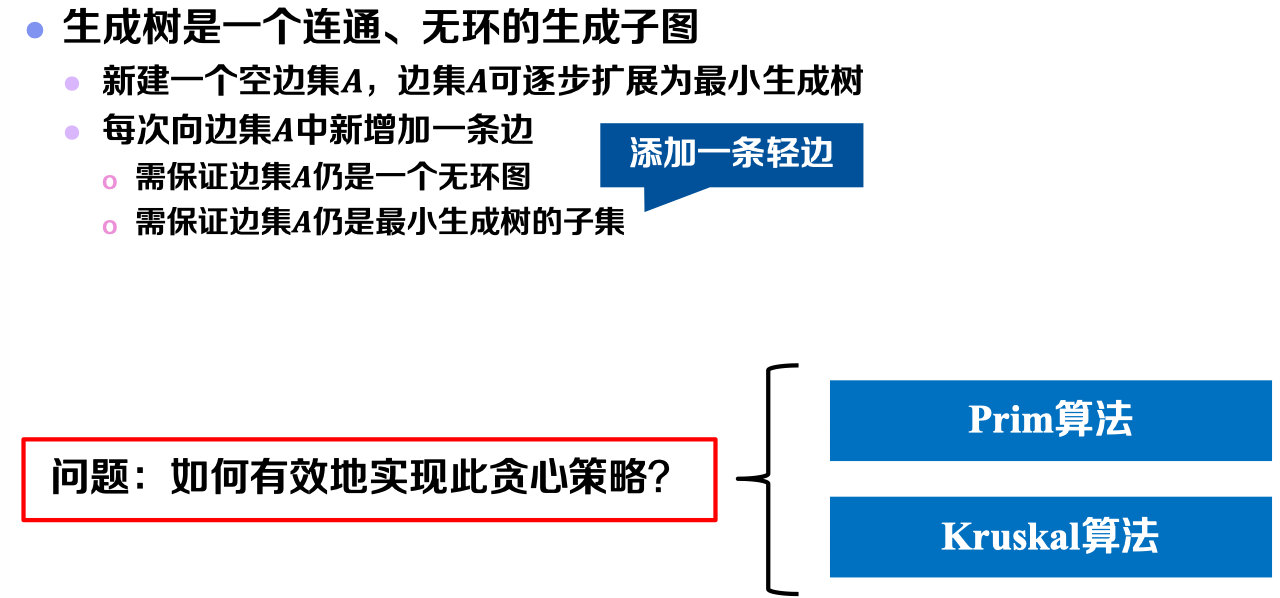 生成树是一个连通、无环的生成子图
新建一个空边集A，边集A可逐步扩展为最小生成树
每次向边集A中新增加一条边
添加一条轻边
需保证边集A仍是一个无环图
需保证边集A仍是最小生成树的子集
Prim算法
问题：如何有效地实现此贪心策略?
Kruskal算法